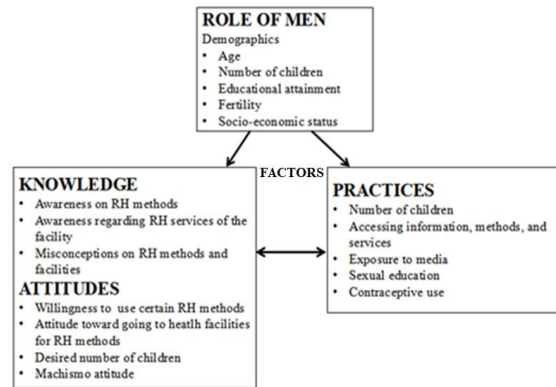 ROLE OF MEN
Demographics
• Age
• Number of children
• Educational attainment
• Fertility
• Socio-economic status
FACTORS
KNOWLEDGE
• Awareness on RH methods
• Awareness regarding RH services of the
facility
• Misconceptions on RH methods and
facilities
ATTITUDES
• Willingness to use certain RH methods
• Attitude toward going to heatlh facilities
for RH methods
• Desired number of children
• Machismo attitude
PRACTICES
• Number of children
• Accessing information, methods, and
services
• Exposure to media
• Sexual education
• Contraceptive use